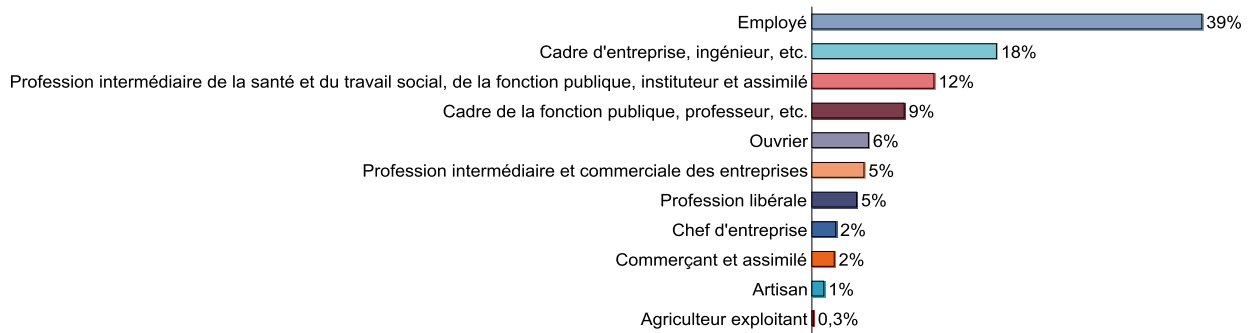 Employé 39%
Cadre d'entreprise, ingénieur, etc. 18%
Profession intermédiaire de la santé et du travail social, de la fonction publique, instituteur et assimilé 12%
Cadre de la fonction publique, professeur, etc. 9%
Ouvrier 6%
Profession intermédiaire et commerciale des entreprises 5%
Profession libérale 5%
Chef d'entreprise 2%
Commerçant et assimilé 2%
Artisan 1%
Agriculteur exploitant 0,3%